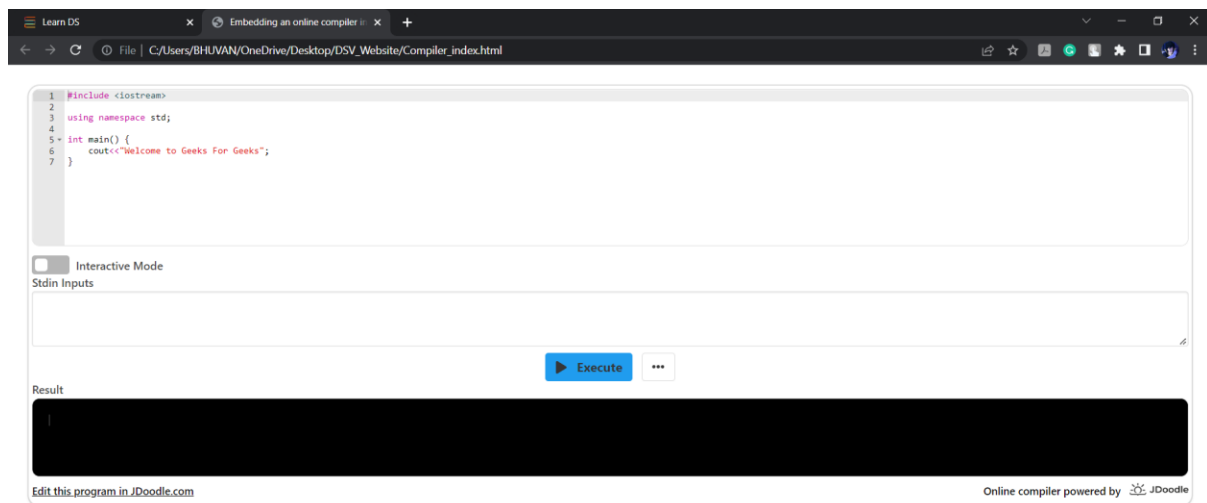 Learn DS
Embedding an online compiler in
File | C:/Users/BHUVAN/OneDrive/Desktop/DSV_Website/Compiler_index.html
1 #include <iostream>
2
3 using namespace std;
4
5 int main() {
6 cout<<"Welcome to Geeks For Geeks";
7 }
Interactive Mode
Stdin Inputs
Execute
Result
Edit this program in JDoodle.com
Online compiler powered by JDoodle